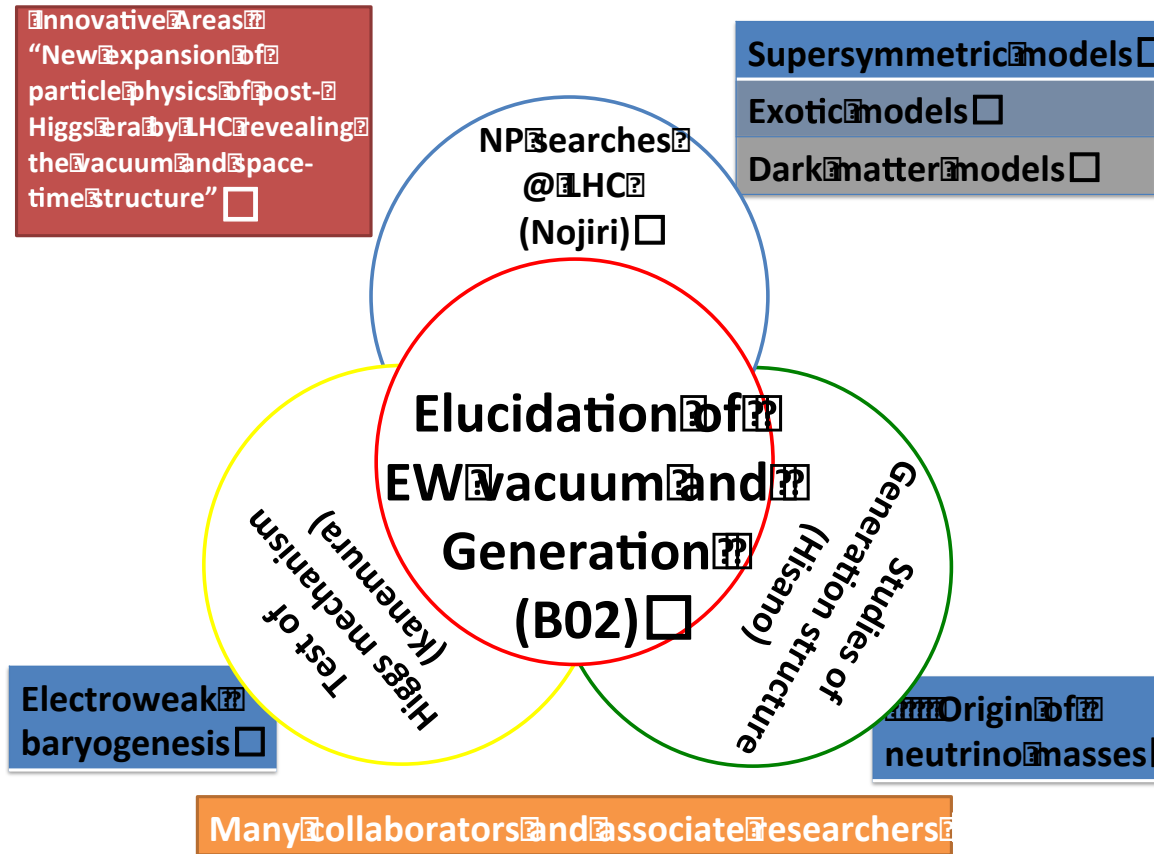 Innovative Areas
“New expansion of
particle physics of post-
Higgs era by LHC revealing
the vacuum and space-
time structure”
Supersymmetric models
Exotic models
Dark matter models
NP searches
@ LHC
(Nojiri)
Elucidation of
EW vacuum and
Generation
(B02)
Test of
Higgs mechanism
(Kanemura)
Studies of
Generation structure
(Hisano)
Electroweak
baryogenesis
Origin of
neutrino masses
Many collaborators and associate researchers